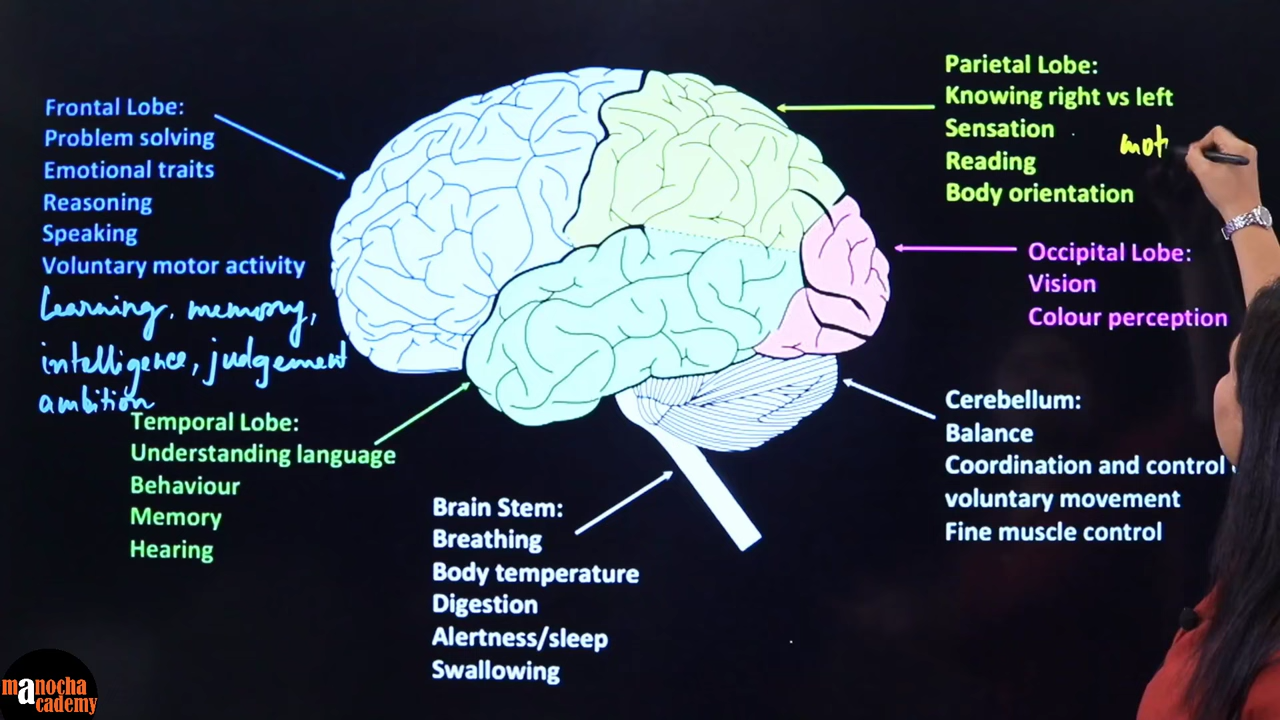 Frontal Lobe:
Problem solving
Emotional traits
Reasoning
Speaking
Voluntary motor activity
Learning, memory,
intelligence, judgement
ambition
Temporal Lobe:
Understanding language
Behaviour
Memory
Hearing
Brain Stem:
Breathing
Body temperature
Digestion
Alertness/sleep
Swallowing
Parietal Lobe:
Knowing right vs left
Sensation
mot
Reading
Body orientation
Occipital Lobe:
Vision
Colour perception
Cerebellum:
Balance
Coordination and control
voluntary movement
Fine muscle control
manocha
academy